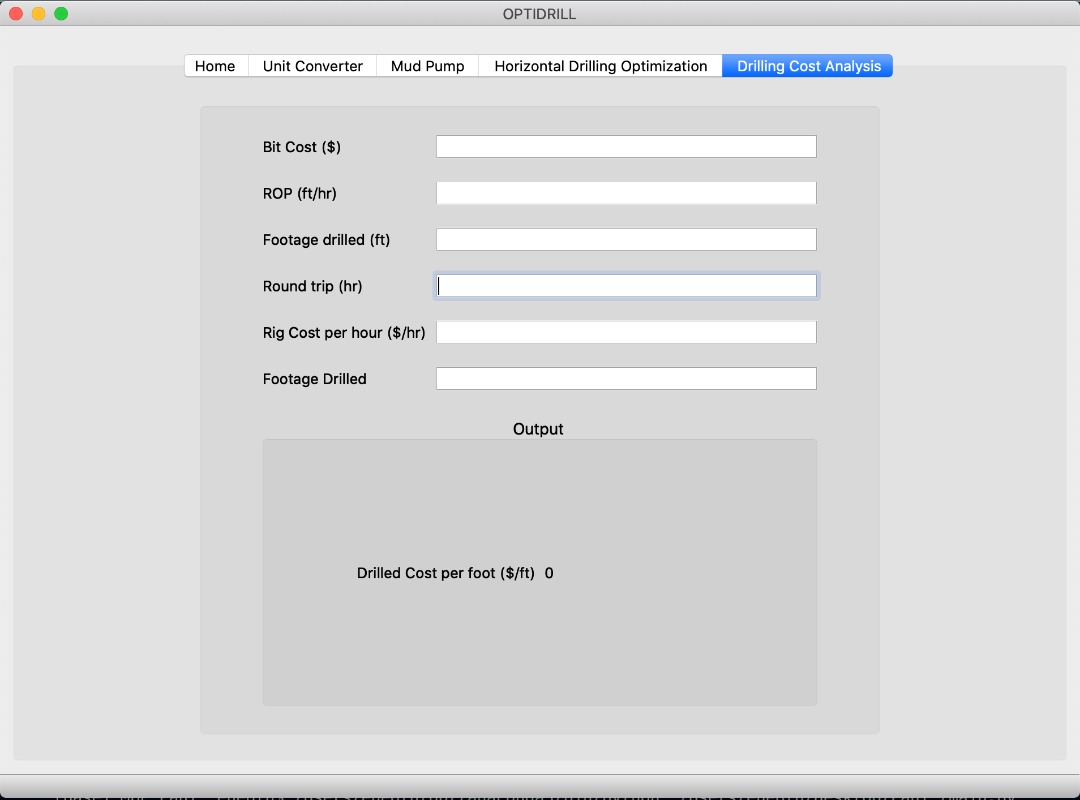 OPTIDRILL
Home Unit Converter Mud Pump Horizontal Drilling Optimization Drilling Cost Analysis
Bit Cost ($)
ROP (ft/hr)
Footage drilled (ft)
Round trip (hr)
Rig Cost per hour ($/hr)
Footage Drilled
Output
Drilled Cost per foot ($/ft) 0